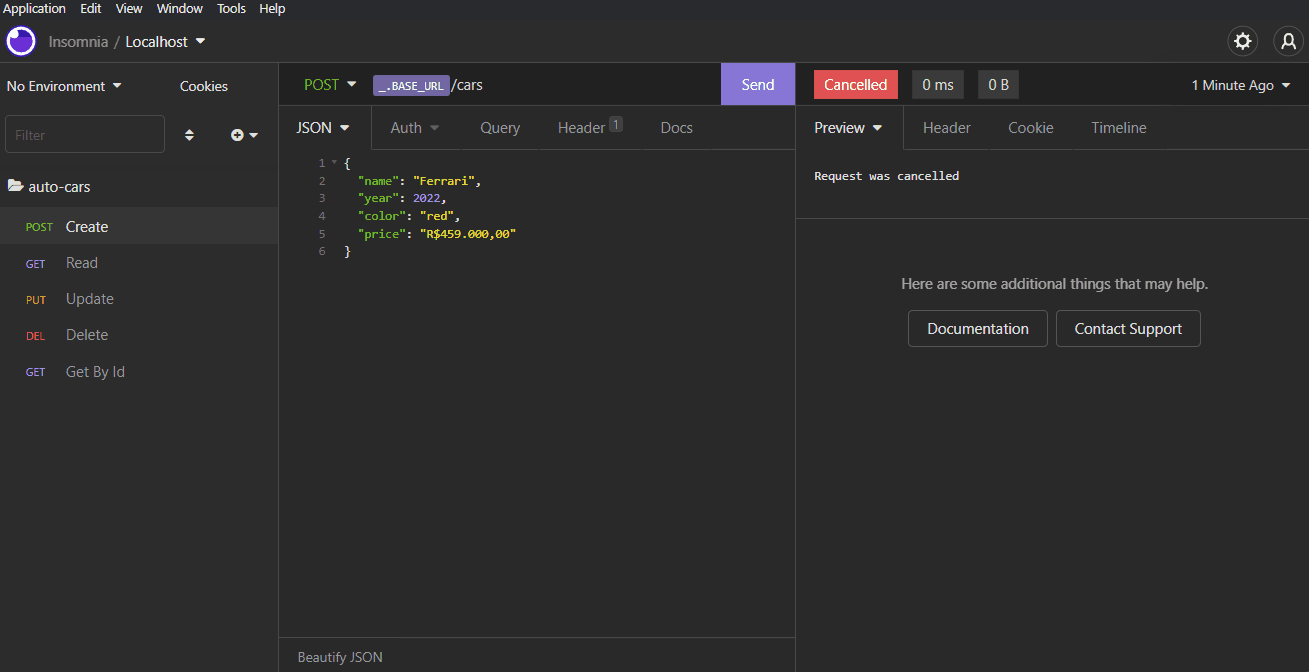 Application Edit View Window Tools Help
Insomnia / Localhost
No Environment
Cookies
Filter
auto-cars
POST Create
GET Read
PUT Update
DEL Delete
GET Get By Id
POST _.BASE_URL /cars Send
JSON Auth Query Header 1 Docs
1 {
2 "name": "Ferrari",
3 "year": 2022,
4 "color": "red",
5 "price": "R$459.000,00"
6 }
Beautify JSON
Cancelled 0 ms 0 B 1 Minute Ago
Preview Header Cookie Timeline
Request was cancelled
Here are some additional things that may help.
Documentation Contact Support